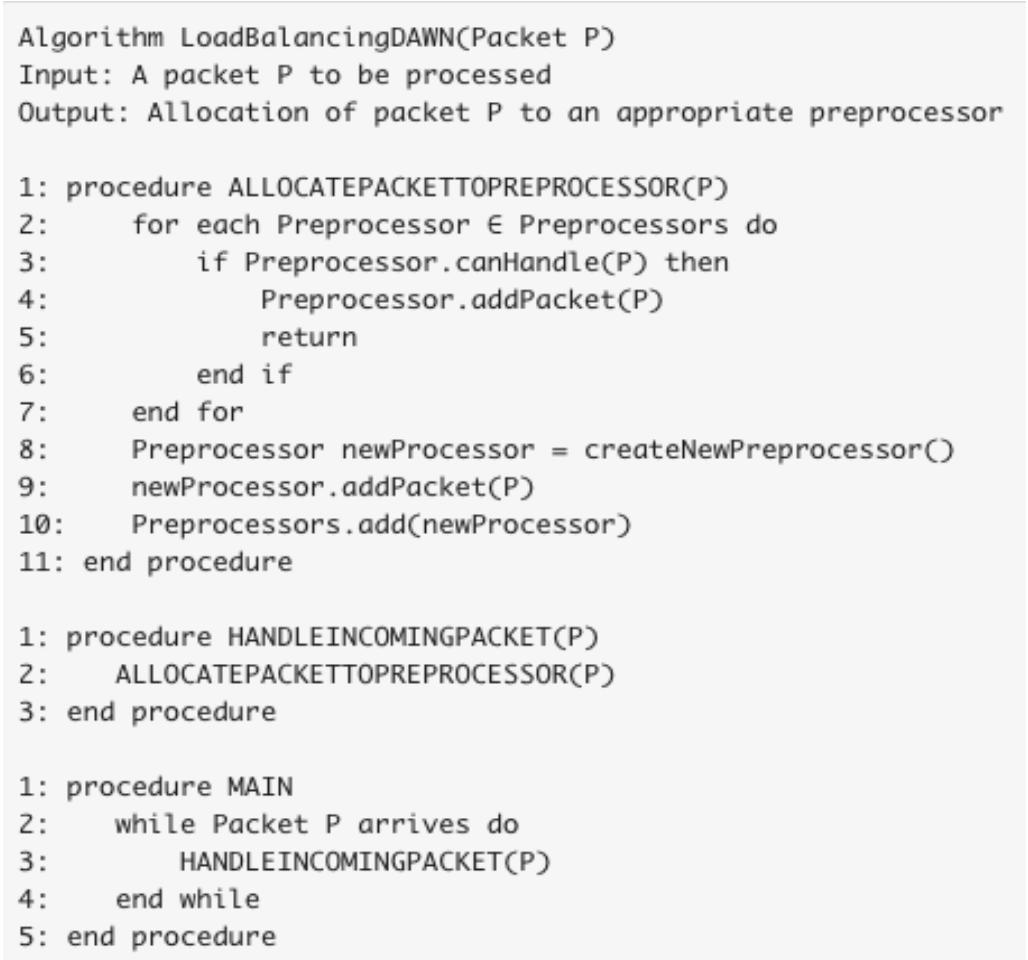 Algorithm LoadBalancingDAWN(Packet P)
Input: A packet P to be processed
Output: Allocation of packet P to an appropriate preprocessor
1: procedure ALLOCATEPACKETTOPREPROCESSOR(P)
2: for each Preprocessor ∈ Preprocessors do
3: if Preprocessor.canHandle(P) then
4: Preprocessor.addPacket(P)
5: return
6: end if
7: end for
8: Preprocessor newProcessor = createNewPreprocessor()
9: newProcessor.addPacket(P)
10: Preprocessors.add(newProcessor)
11: end procedure
1: procedure HANDLEINCOMINGPACKET(P)
2: ALLOCATEPACKETTOPREPROCESSOR(P)
3: end procedure
1: procedure MAIN
2: while Packet P arrives do
3: HANDLEINCOMINGPACKET(P)
4: end while
5: end procedure